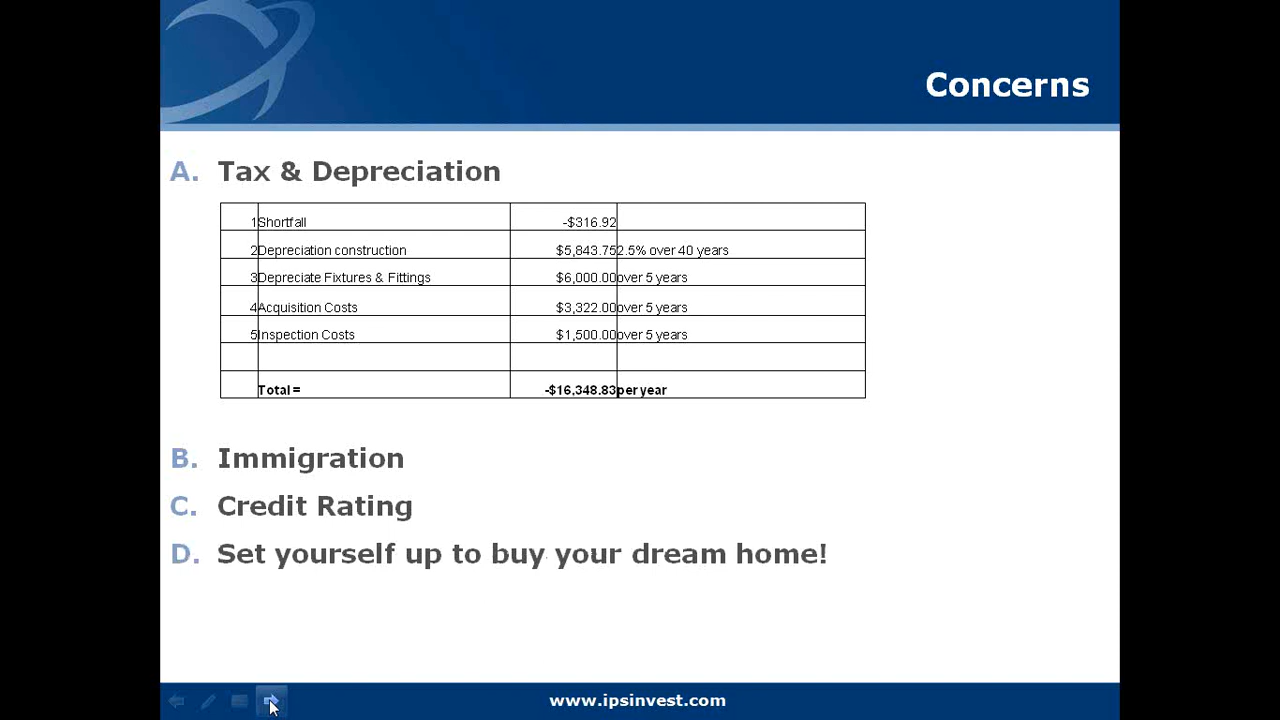 Concerns
A. Tax & Depreciation
1 Shortfall -$316.92
2 Depreciation construction $5,843.75 2.5% over 40 years
3 Depreciate Fixtures & Fittings $6,000.00 over 5 years
4 Acquisition Costs $3,322.00 over 5 years
5 Inspection Costs $1,500.00 over 5 years
Total = -$16,348.83 per year
B. Immigration
C. Credit Rating
D. Set yourself up to buy your dream home!
www.ipsinvest.com